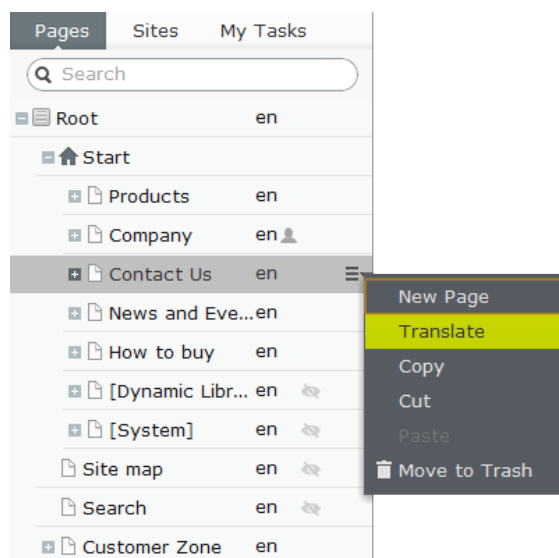 Pages Sites My Tasks
Search
Root en
Start
Products en
Company en
Contact Us en
New Page
News and Eve...en
Translate
How to buy en
Copy
[Dynamic Libr... en
Cut
[System] en
Paste
Site map en
Move to Trash
Search en
Customer Zone en